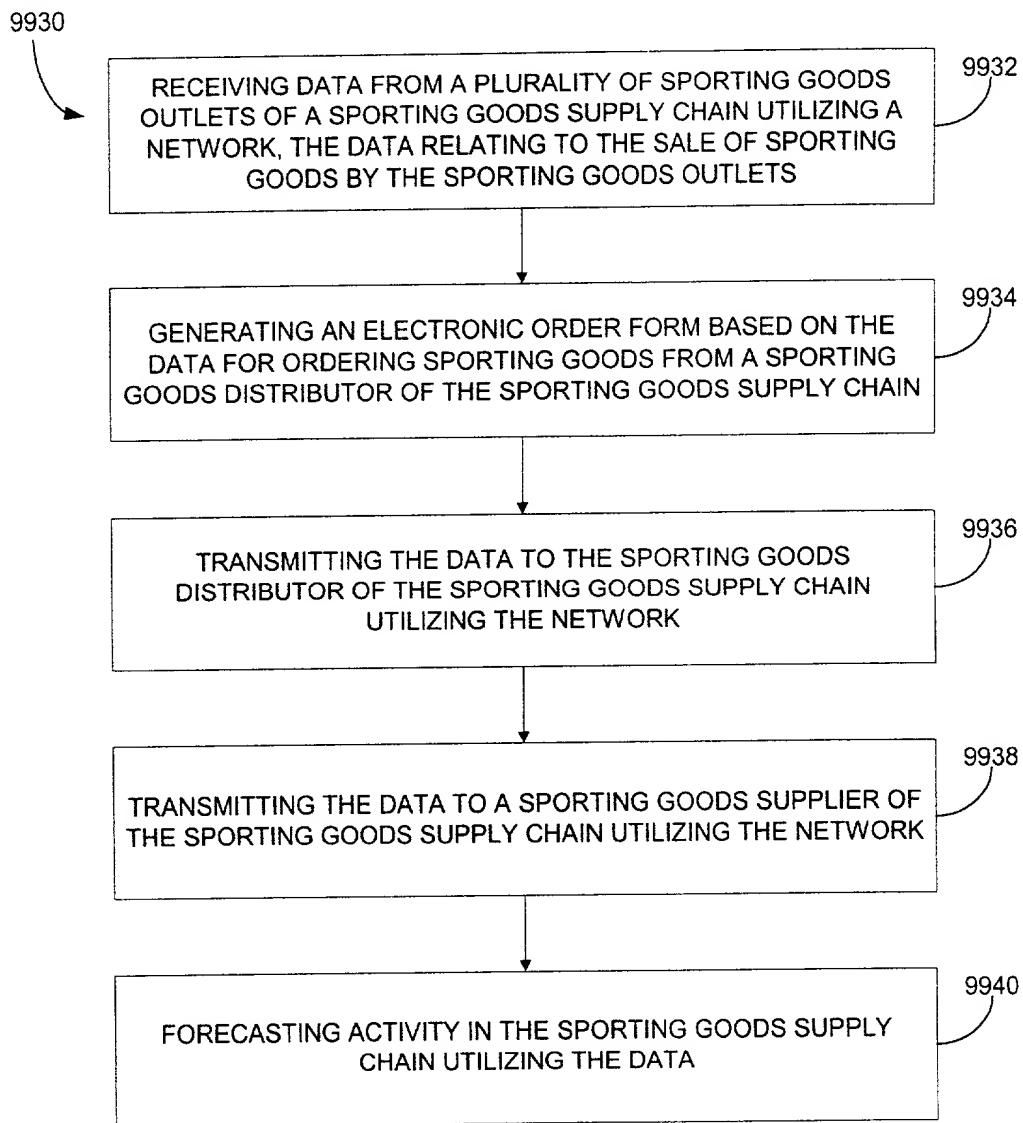 9930
9932
RECEIVING DATA FROM A PLURALITY OF SPORTING GOODS
OUTLETS OF A SPORTING GOODS SUPPLY CHAIN UTILIZING A
NETWORK, THE DATA RELATING TO THE SALE OF SPORTING
GOODS BY THE SPORTING GOODS OUTLETS
9934
GENERATING AN ELECTRONIC ORDER FORM BASED ON THE
DATA FOR ORDERING SPORTING GOODS FROM A SPORTING
GOODS DISTRIBUTOR OF THE SPORTING GOODS SUPPLY CHAIN
9936
TRANSMITTING THE DATA TO THE SPORTING GOODS
DISTRIBUTOR OF THE SPORTING GOODS SUPPLY CHAIN
UTILIZING THE NETWORK
9938
TRANSMITTING THE DATA TO A SPORTING GOODS SUPPLIER OF
THE SPORTING GOODS SUPPLY CHAIN UTILIZING THE NETWORK
9940
FORECASTING ACTIVITY IN THE SPORTING GOODS SUPPLY
CHAIN UTILIZING THE DATA